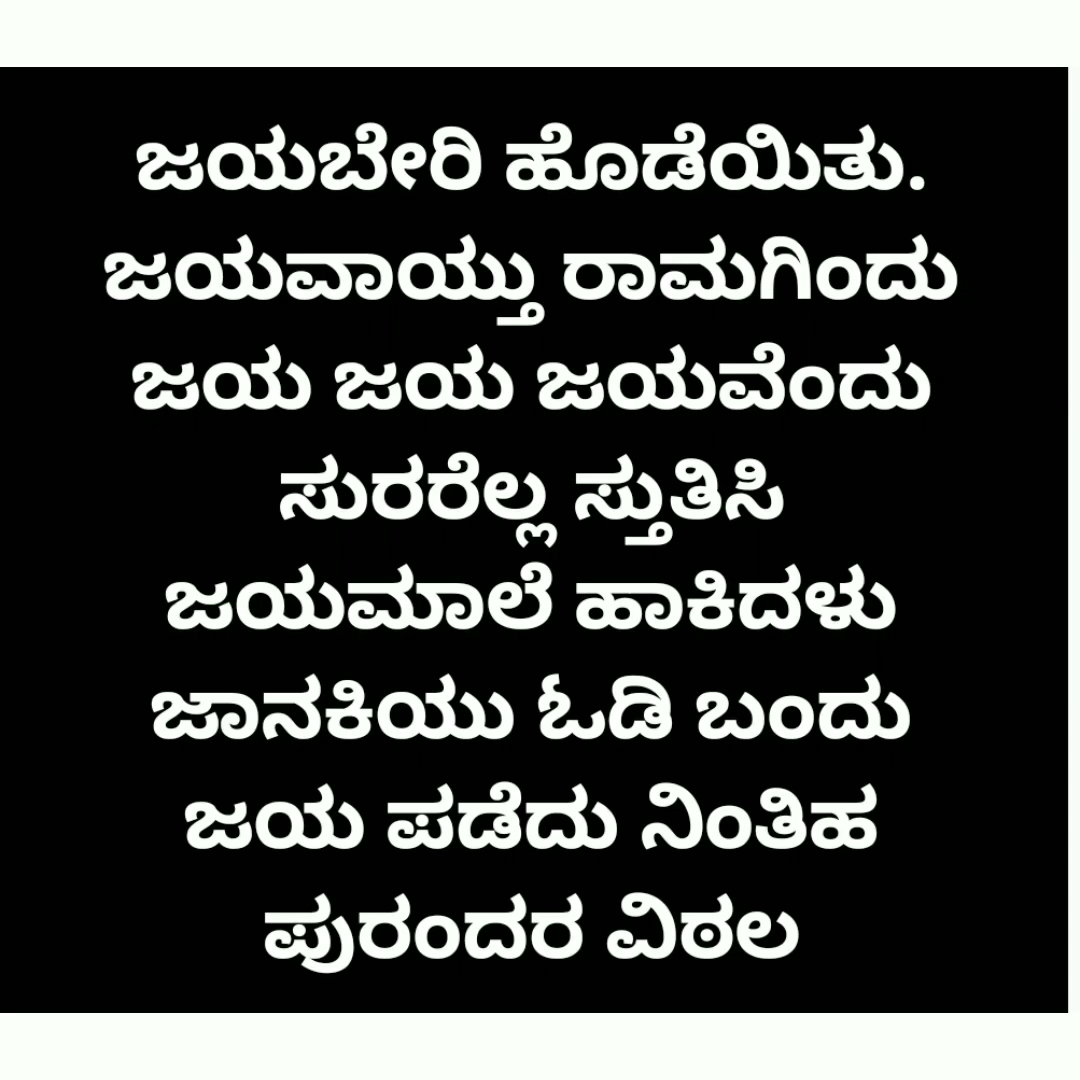 ಜಯಬೇರಿ ಹೊಡೆಯಿತು.
ಜಯವಾಯ್ತು ರಾಮಗಿಂದು
ಜಯ ಜಯ ಜಯವೆಂದು
ಸುರರೆಲ್ಲ ಸ್ತುತಿಸಿ
ಜಯಮಾಲೆ ಹಾಕಿದಳು
ಜಾನಕಿಯು ಓಡಿ ಬಂದು
ಜಯ ಪಡೆದು ನಿಂತಿಹ
ಪುರಂದರ ವಿಠಲ